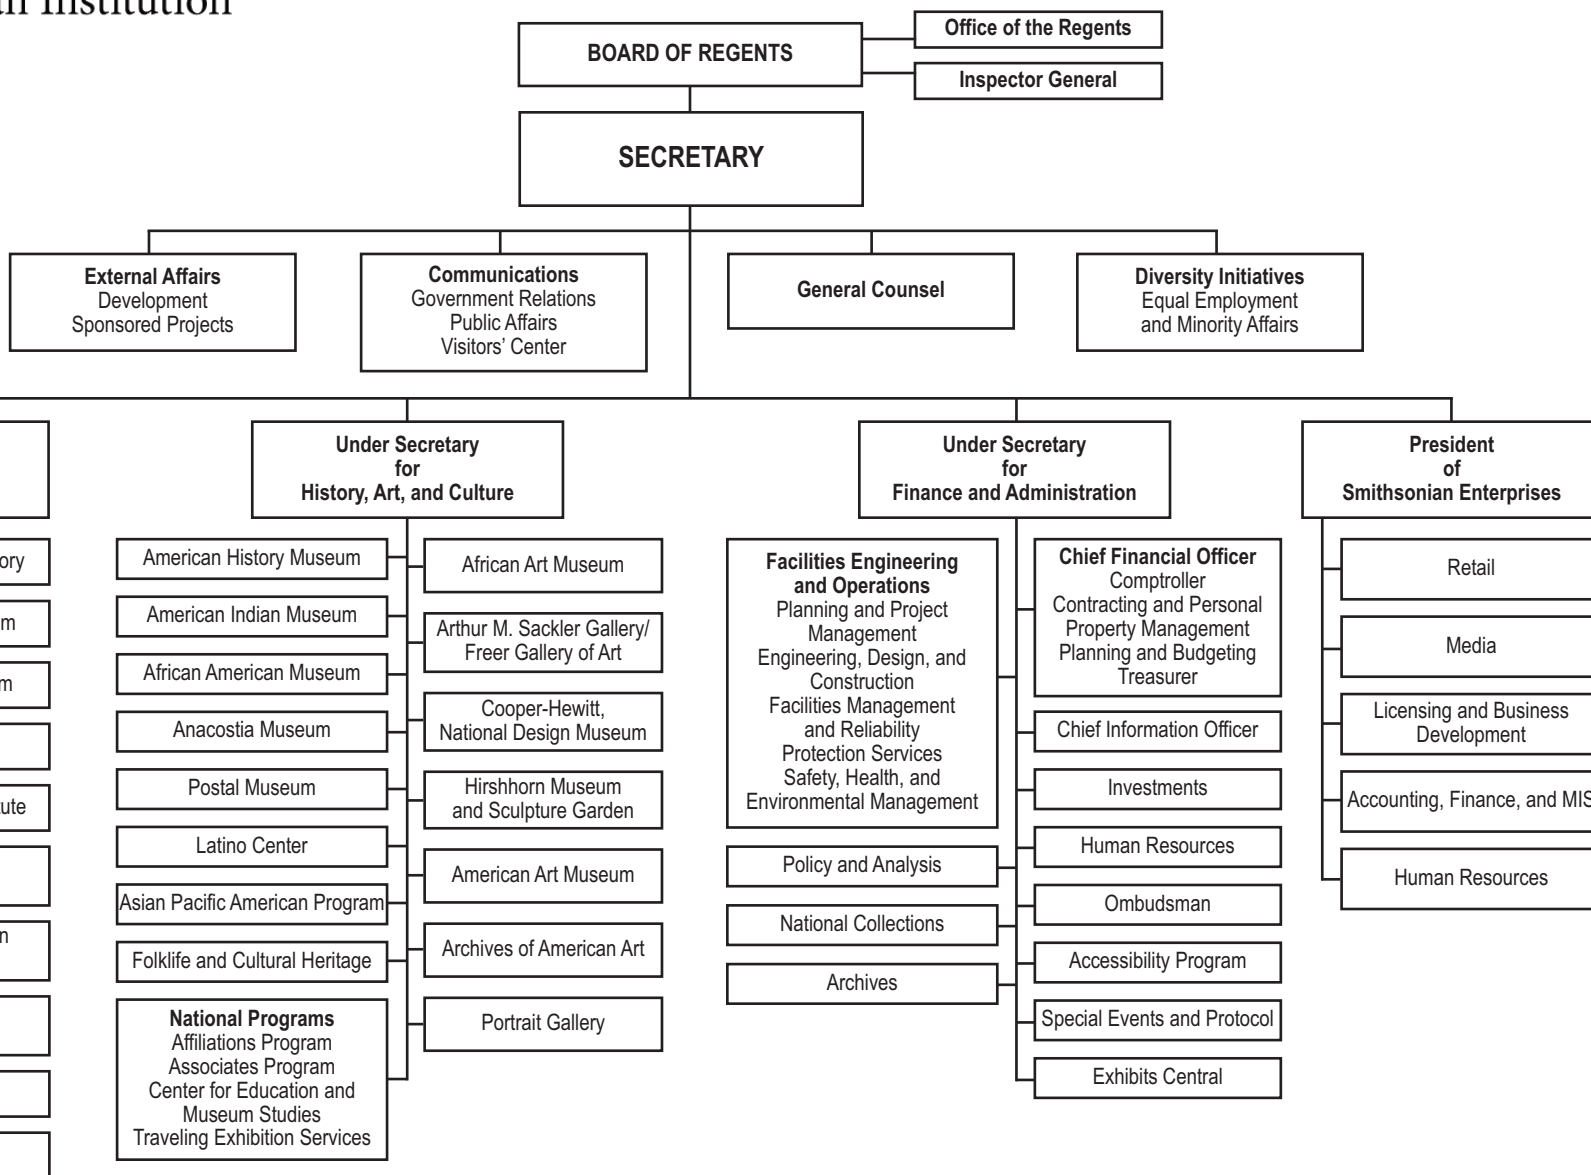 Institution
BOARD OF REGENTS
Office of the Regents
Inspector General
SECRETARY
External Affairs
Development
Sponsored Projects
Communications
Government Relations
Public Affairs
Visitors’ Center
General Counsel
Diversity Initiatives
Equal Employment
and Minority Affairs
Under Secretary
for
History, Art, and Culture
Under Secretary
for
Finance and Administration
President
of
Smithsonian Enterprises
American History Museum
American Indian Museum
African American Museum
Anacostia Museum
Postal Museum
Latino Center
Asian Pacific American Program
Folklife and Cultural Heritage
National Programs
Affiliations Program
Associates Program
Center for Education and
Museum Studies
Traveling Exhibition Services
African Art Museum
Arthur M. Sackler Gallery/
Freer Gallery of Art
Cooper-Hewitt,
National Design Museum
Hirshhorn Museum
and Sculpture Garden
American Art Museum
Archives of American Art
Portrait Gallery
Facilities Engineering
and Operations
Planning and Project
Management
Engineering, Design, and
Construction
Facilities Management
and Reliability
Protection Services
Safety, Health, and
Environmental Management
Policy and Analysis
National Collections
Archives
Chief Financial Officer
Comptroller
Contracting and Personal
Property Management
Planning and Budgeting
Treasurer
Chief Information Officer
Investments
Human Resources
Ombudsman
Accessibility Program
Special Events and Protocol
Exhibits Central
Retail
Media
Licensing and Business
Development
Accounting, Finance, and MIS
Human Resources